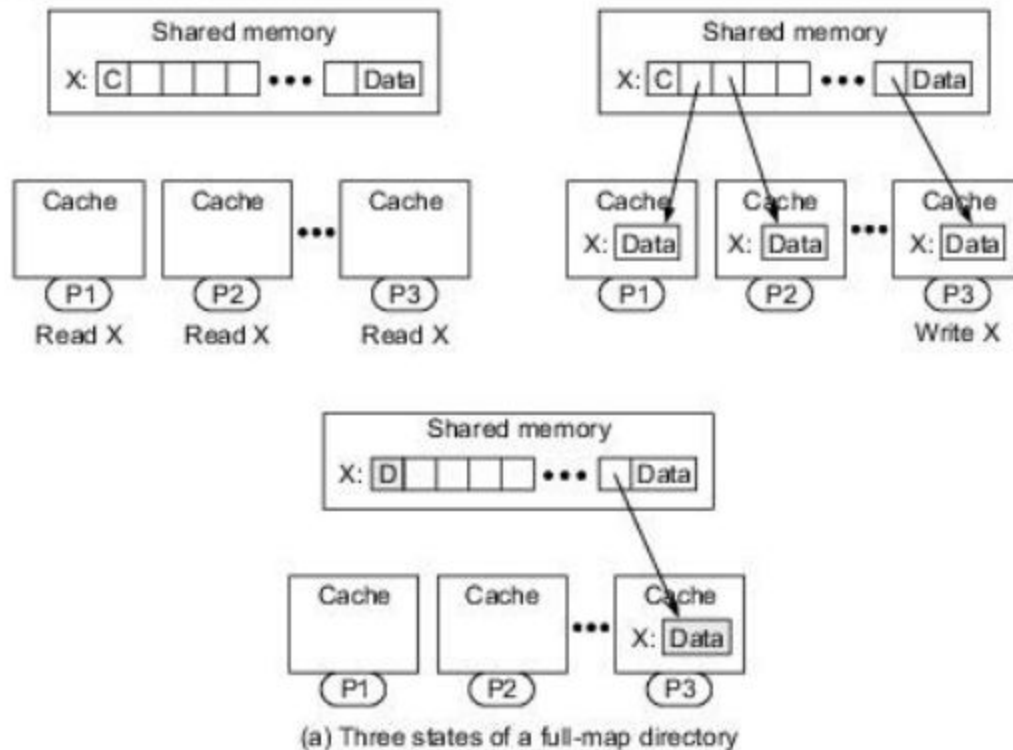 Shared memory
X: C ••• Data
Cache Cache ••• Cache
P1 P2 P3
Read X Read X Read X
Shared memory
X: C ••• Data
Cache Cache Cache
X: Data X: Data ••• X: Data
P1 P2 P3
Write X
Shared memory
X: D ••• Data
Cache Cache Cache
••• X: Data
P1 P2 P3
(a) Three states of a full-map directory